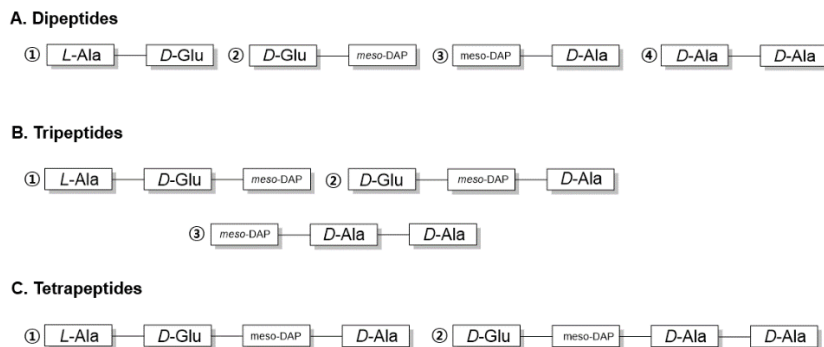 A. Dipeptides
① L-Ala D-Glu ② D-Glu meso-DAP ③ meso-DAP D-Ala ④ D-Ala D-Ala
B. Tripeptides
① L-Ala D-Glu meso-DAP ② D-Glu meso-DAP D-Ala
③ meso-DAP D-Ala D-Ala
C. Tetrapeptides
① L-Ala D-Glu meso-DAP D-Ala ② D-Glu meso-DAP D-Ala D-Ala